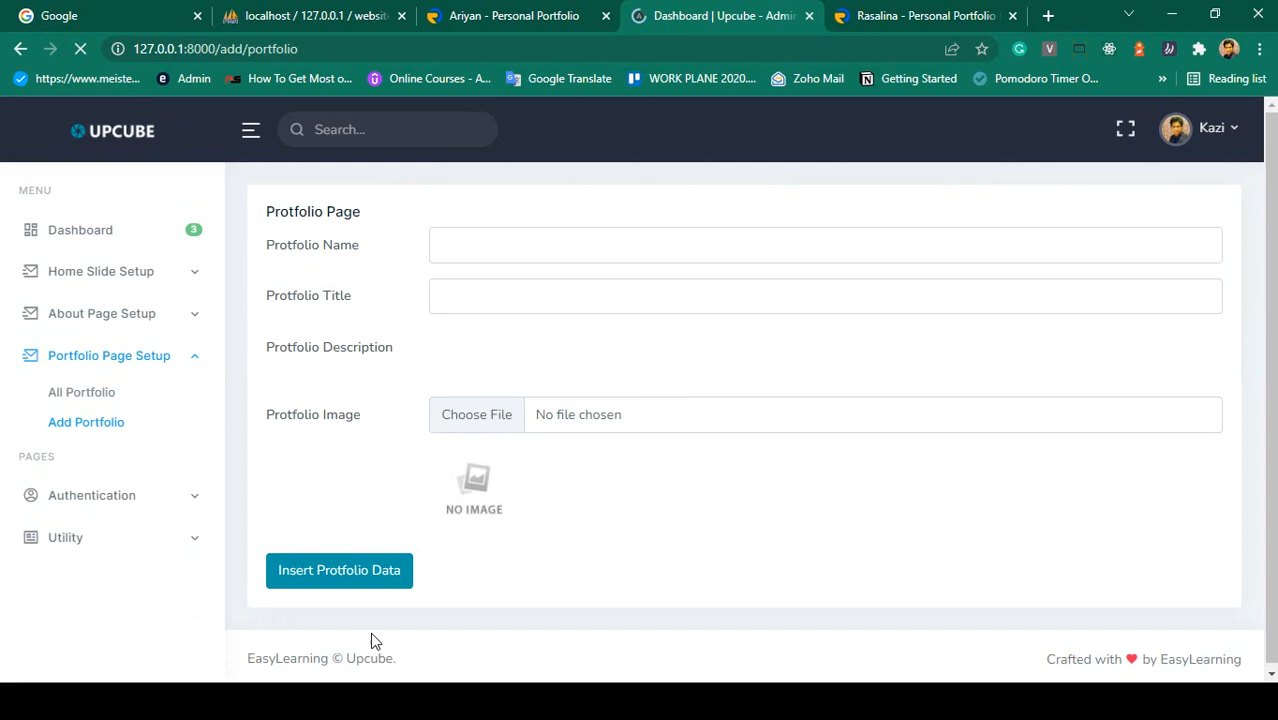 Google
localhost / 127.0.0.1 / websit
Ariyan - Personal Portfolio
Dashboard | Upcube - Admin
Rasalina - Personal Portfolio
127.0.0.1:8000/add/portfolio
https://www.meiste...
Admin
How To Get Most o...
Online Courses - A...
Google Translate
WORK PLANE 2020....
Zoho Mail
Getting Started
Pomodoro Timer O...
»
Reading list
UPCUBE
Search...
Kazi
MENU
Dashboard
3
Home Slide Setup
About Page Setup
Portfolio Page Setup
All Portfolio
Add Portfolio
PAGES
Authentication
Utility
Protfolio Page
Protfolio Name
Protfolio Title
Protfolio Description
Protfolio Image
Choose File
No file chosen
NO IMAGE
Insert Protfolio Data
EasyLearning © Upcube.
Crafted with ♥ by EasyLearning